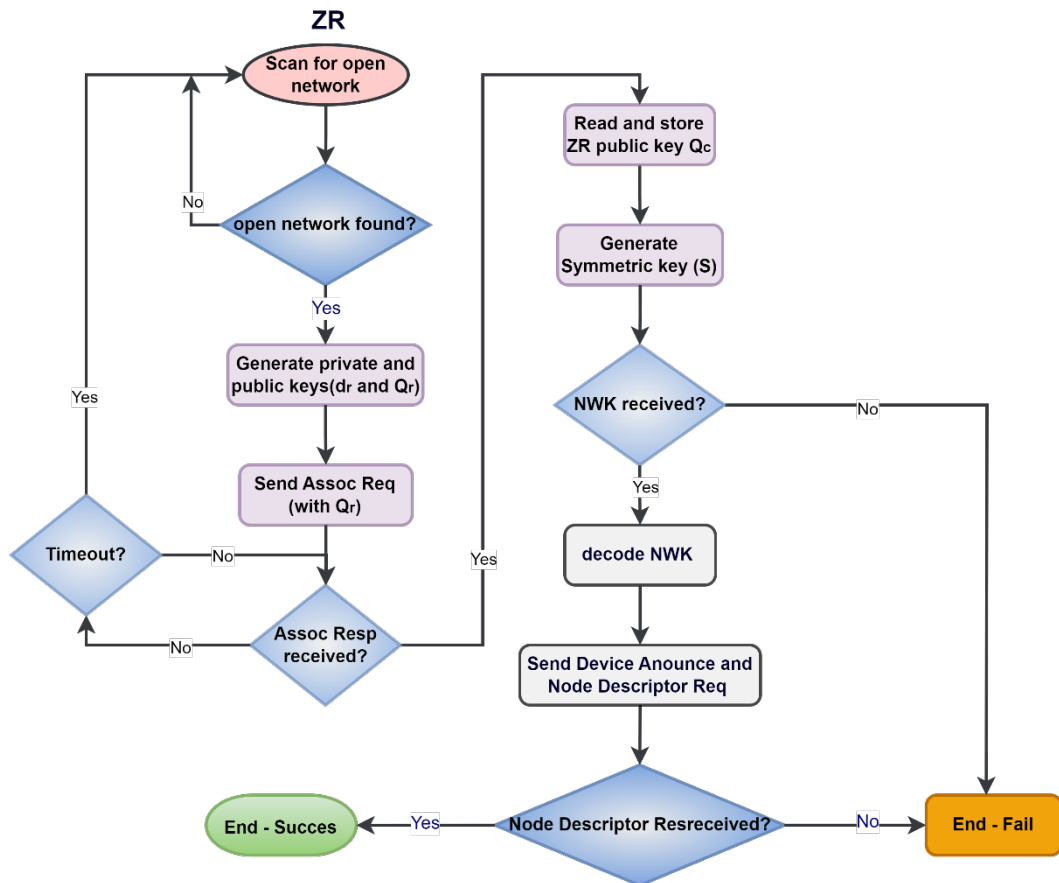 ZR
Scan for open
network
No
open network found?
Yes
Generate private and
public keys(dr and Qr)
Send Assoc Req
(with Qr)
Yes
Timeout?
No
No
Assoc Resp
received?
Yes
Read and store
ZR public key Qc
Generate
Symmetric key (S)
NWK received?
No
Yes
decode NWK
Send Device Anounce and
Node Descriptor Req
Node Descriptor Resreceived?
Yes
No
End - Succes
End - Fail